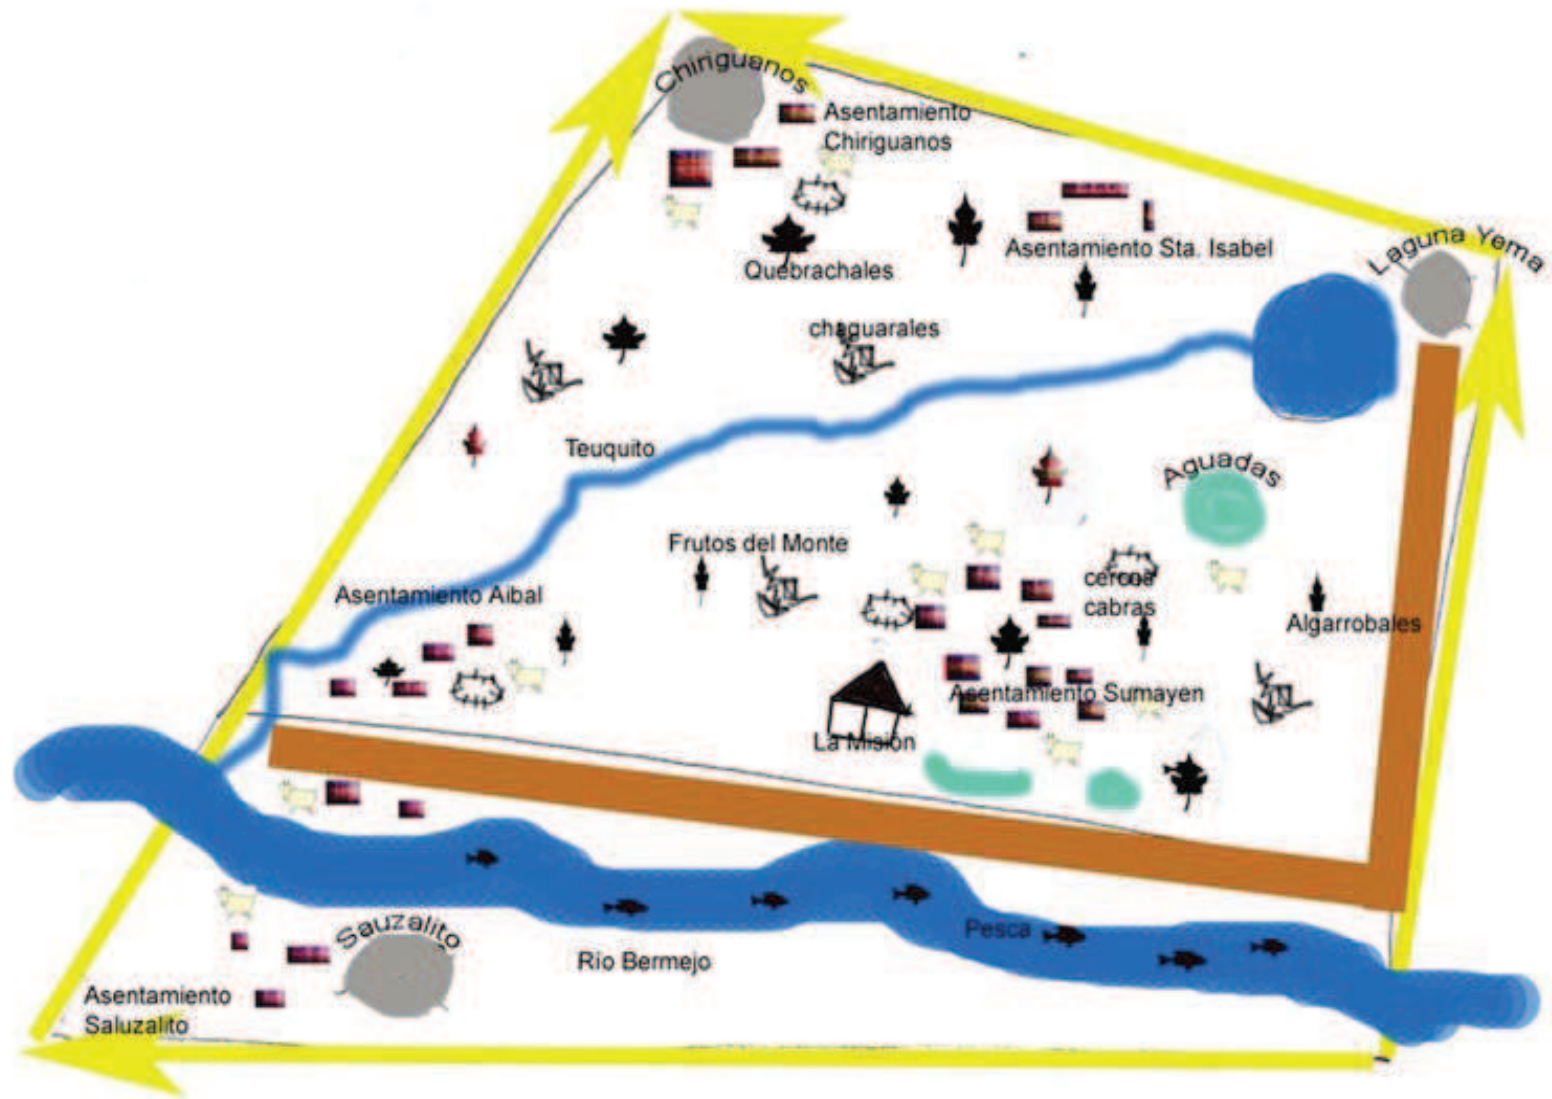 Chiriguanos
Asentamiento
Chiriguanos
Asentamiento Sta. Isabel
Laguna Yema
Quebrachales
chaguarales
Teuquito
Aguadas
Frutos del Monte
cercos
cabras
Asentamiento Aibal
Algarrobales
Asentamiento Sumayen
La Misión
Pesca
Sauzalito
Río Bermejo
Asentamiento
Saluzalito